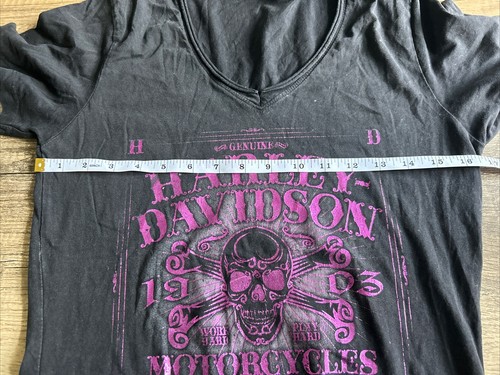 H D
GENUINE
1 2 3 4 5 6 7 8 9 10 11 12 13 14 15 16
HARLEY-
DAVIDSON
19 03
WORK PLAY
HARD HARD
MOTORCYCLES